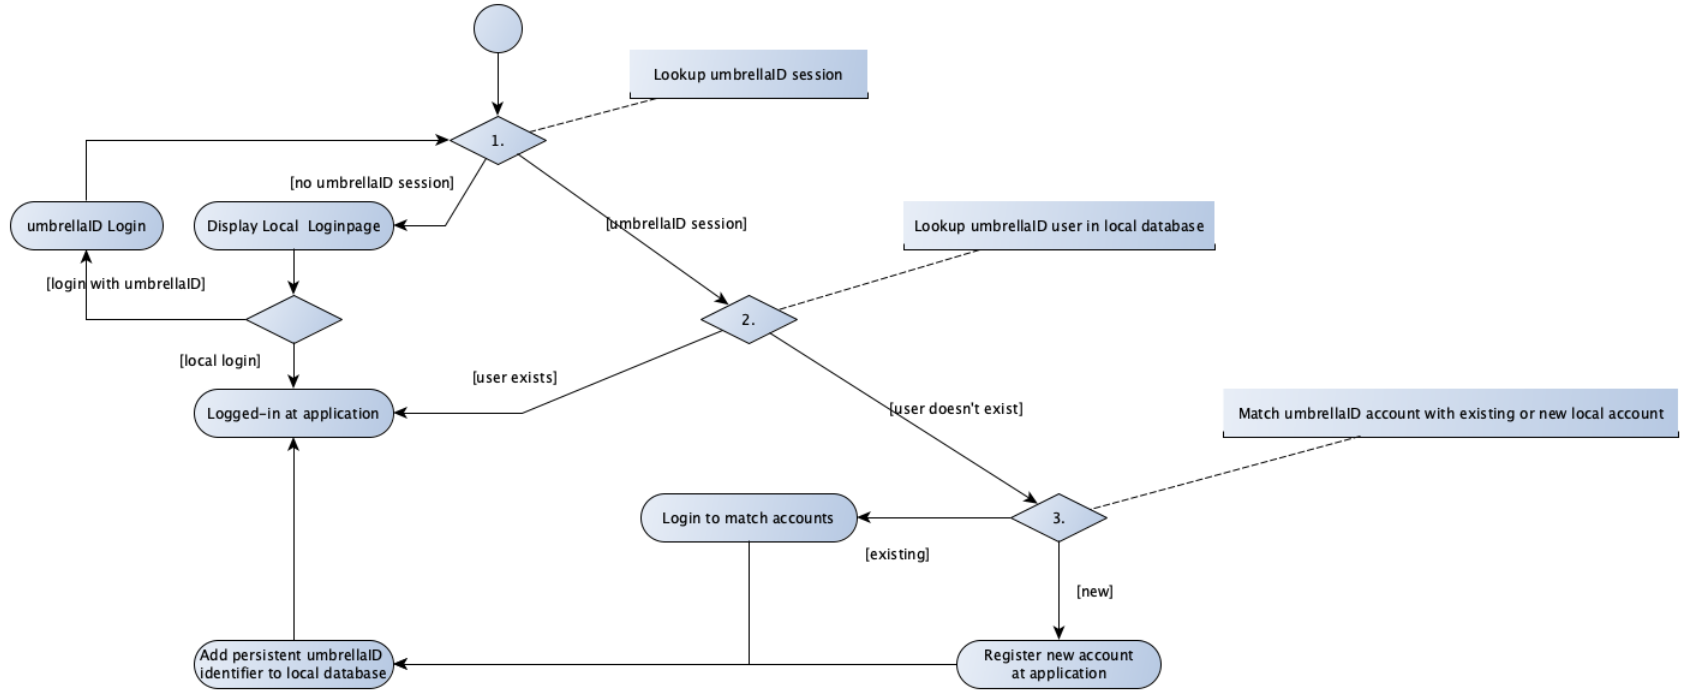 Lookup umbrellaID session
1.
[no umbrellaID session]
umbrellaID Login
Display Local Loginpage
[umbrellaID session]
Lookup umbrellaID user in local database
[login with umbrellaID]
2.
[local login]
[user exists]
Logged-in at application
[user doesn't exist]
Match umbrellaID account with existing or new local account
Login to match accounts
3.
[existing]
[new]
Add persistent umbrellaID
identifier to local database
Register new account
at application